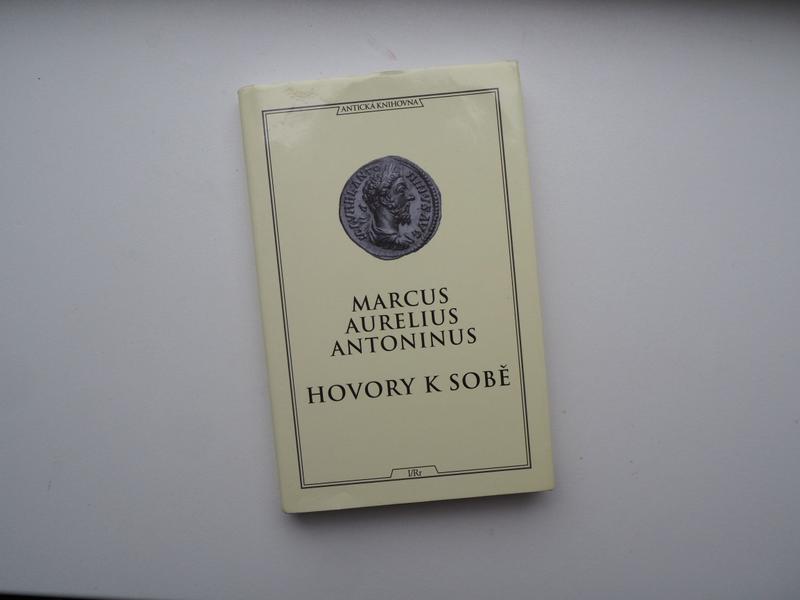 ANTICKÁ KNIHOVNA
MARCUS
AURELIUS
ANTONINUS
HOVORY K SOBĚ